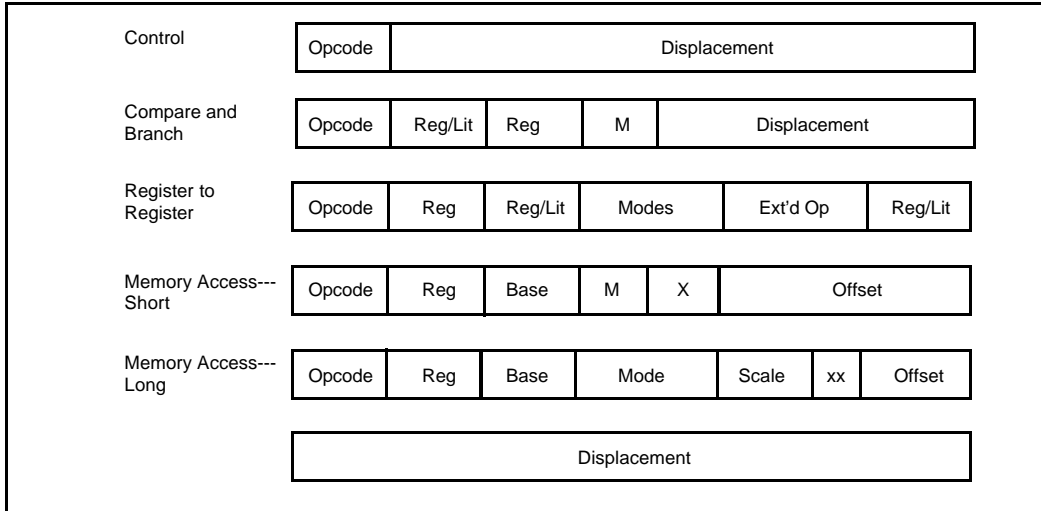 Control
Opcode Displacement
Compare and
Branch
Opcode Reg/Lit Reg M Displacement
Register to
Register
Opcode Reg Reg/Lit Modes Ext'd Op Reg/Lit
Memory Access---
Short
Opcode Reg Base M X Offset
Memory Access---
Long
Opcode Reg Base Mode Scale xx Offset
Displacement